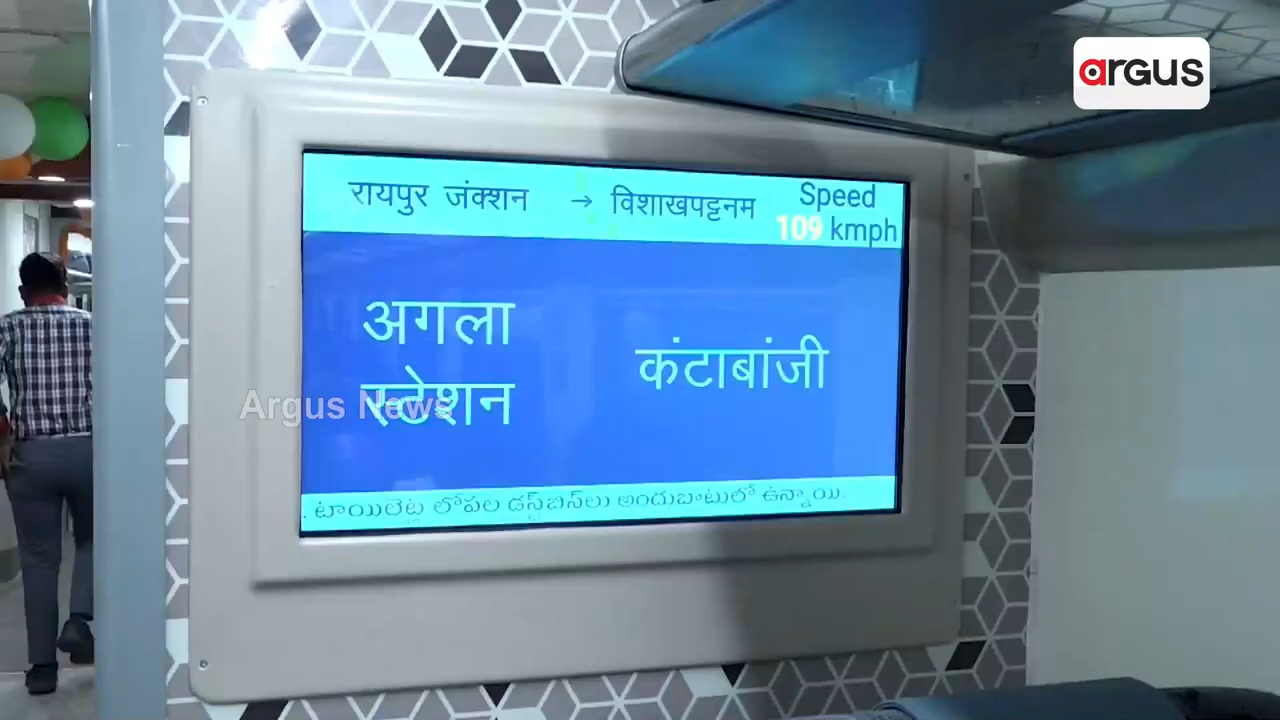 argus
रायपुर जंक्शन → विशाखपट्टनम
Speed
109 kmph
अगला
स्टेशन
कंटाबांजी
Argus News
. టాయిలెట్ల లోపల డస్ట్‌బిన్‌లు అందుబాటులో ఉన్నాయి.